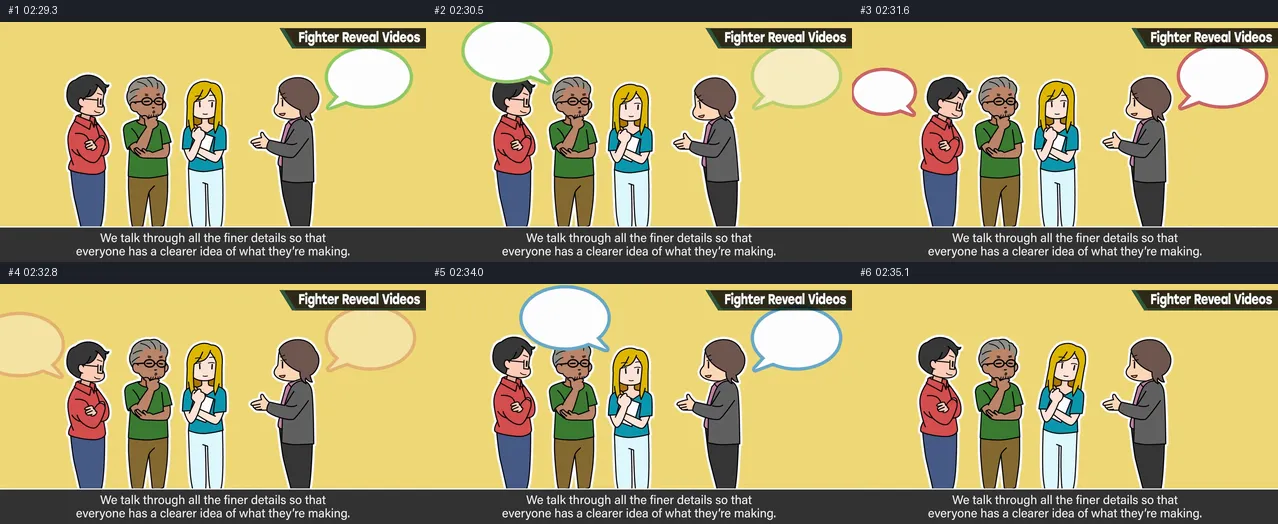 #1 02:29.3
Fighter Reveal Videos
We talk through all the finer details so that
everyone has a clearer idea of what they're making.
#2 02:30.5
Fighter Reveal Videos
We talk through all the finer details so that
everyone has a clearer idea of what they're making.
#3 02:31.6
Fighter Reveal Videos
We talk through all the finer details so that
everyone has a clearer idea of what they're making.
#4 02:32.8
Fighter Reveal Videos
We talk through all the finer details so that
everyone has a clearer idea of what they're making.
#5 02:34.0
Fighter Reveal Videos
We talk through all the finer details so that
everyone has a clearer idea of what they're making.
#6 02:35.1
Fighter Reveal Videos
We talk through all the finer details so that
everyone has a clearer idea of what they're making.